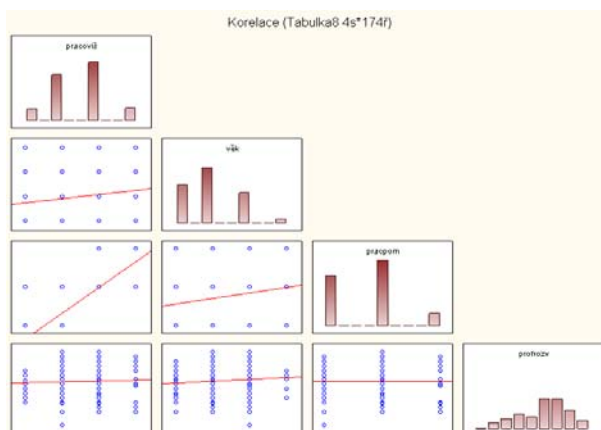 Korelace (Tabulka8 4s*174ř)
pracoviš
věk
pracpom
profrozv